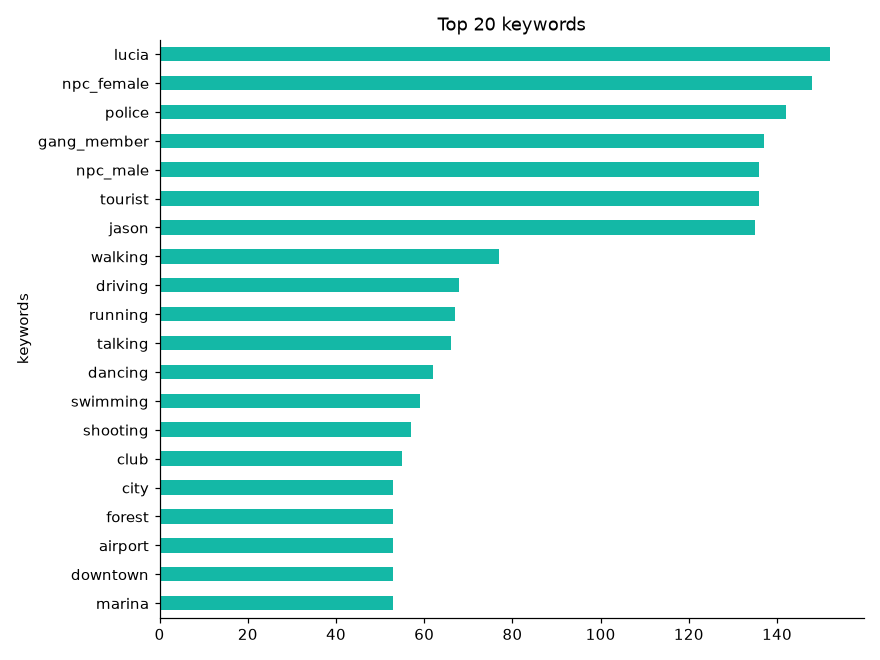 Top 20 keywords
lucia
npc_female
police
gang_member
npc_male
tourist
jason
walking
driving
running
talking
dancing
swimming
shooting
club
city
forest
airport
downtown
marina
keywords
0 20 40 60 80 100 120 140